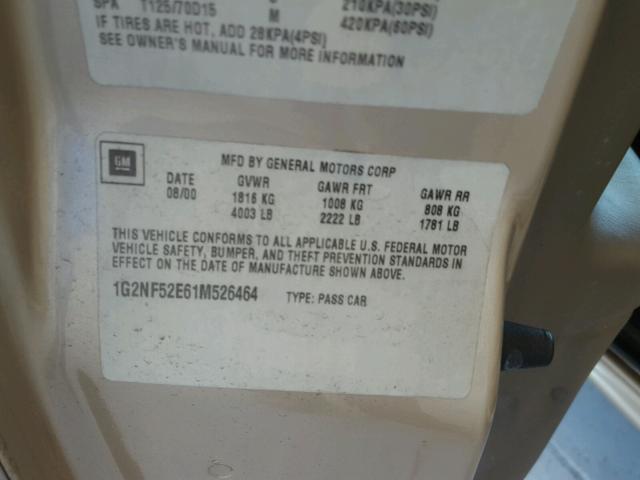 SPA T125/70D15 M 210KPA(30PSI)
420KPA(60PSI)
IF TIRES ARE HOT, ADD 28KPA(4PSI)
SEE OWNER'S MANUAL FOR MORE INFORMATION
GM
MFD BY GENERAL MOTORS CORP
DATE GVWR GAWR FRT GAWR RR
08/00 1816 KG 1008 KG 808 KG
4003 LB 2222 LB 1781 LB
THIS VEHICLE CONFORMS TO ALL APPLICABLE U.S. FEDERAL MOTOR
VEHICLE SAFETY, BUMPER, AND THEFT PREVENTION STANDARDS IN
EFFECT ON THE DATE OF MANUFACTURE SHOWN ABOVE.
1G2NF52E61M526464 TYPE: PASS CAR